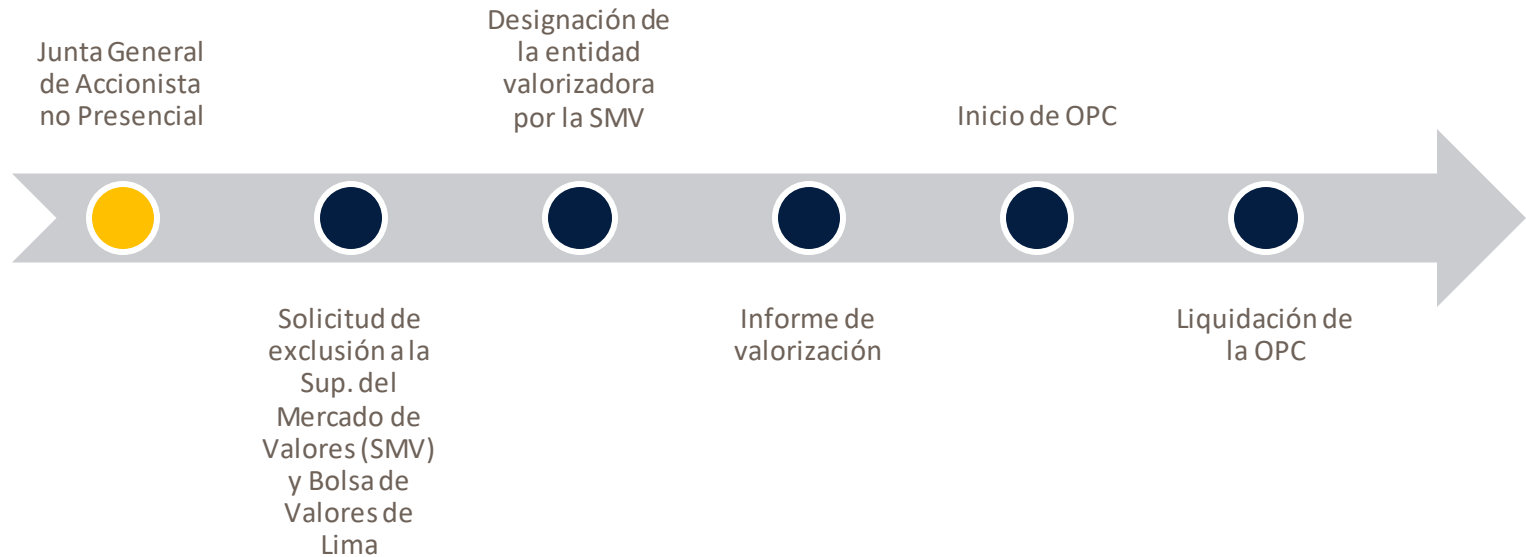 Junta General
de Accionista
no Presencial
Solicitud de
exclusión a la
Sup. del
Mercado de
Valores (SMV)
y Bolsa de
Valores de
Lima
Designación de
la entidad
valorizadora
por la SMV
Informe de
valorización
Inicio de OPC
Liquidación de
la OPC